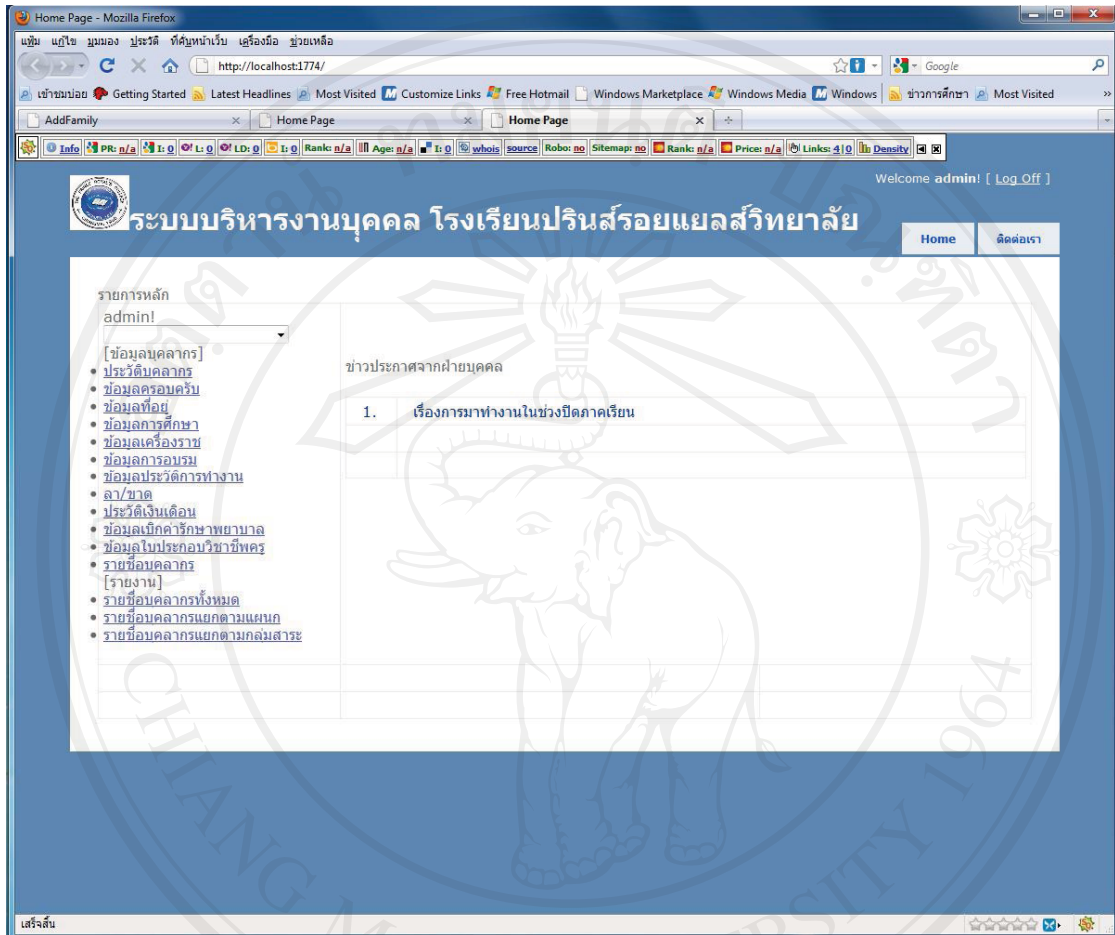 Home Page - Mozilla Firefox
แฟ้ม แก้ไข มุมมอง ประวัติ ที่คั่นหน้าเว็บ เครื่องมือ ช่วยเหลือ
http://localhost:1774/ Google
เข้าชมบ่อย Getting Started Latest Headlines Most Visited Customize Links Free Hotmail Windows Marketplace Windows Media Windows ข่าวการศึกษา Most Visited »
AddFamily Home Page Home Page
Info PR: n/a I: 0 L: 0 LD: 0 I: 0 Rank: n/a Age: n/a I: 0 whois source Robo: no Sitemap: no Rank: n/a Price: n/a Links: 4|0 Density
Welcome admin! [ Log Off ]
ระบบบริหารงานบุคคล โรงเรียนปรินส์รอยแยลส์วิทยาลัย
Home ติดต่อเรา
รายการหลัก
admin!
[ข้อมูลบุคลากร]
ประวัติบุคลากร
ข้อมูลครอบครับ
ข้อมูลที่อยู่
ข้อมูลการศึกษา
ข้อมูลเครื่องราช
ข้อมูลการอบรม
ข้อมูลประวัติการทำงาน
ลา/ขาด
ประวัติเงินเดือน
ข้อมูลเบิกค่ารักษาพยาบาล
ข้อมูลใบประกอบวิชาชีพครู
รายชื่อบุคลากร
[รายงาน]
รายชื่อบุคลากรทั้งหมด
รายชื่อบุคลากรแยกตามแผนก
รายชื่อบุคลากรแยกตามกลุ่มสาระ
ข่าวประกาศจากฝ่ายบุคคล
1. เรื่องการมาทำงานในช่วงปิดภาคเรียน
เสร็จสิ้น